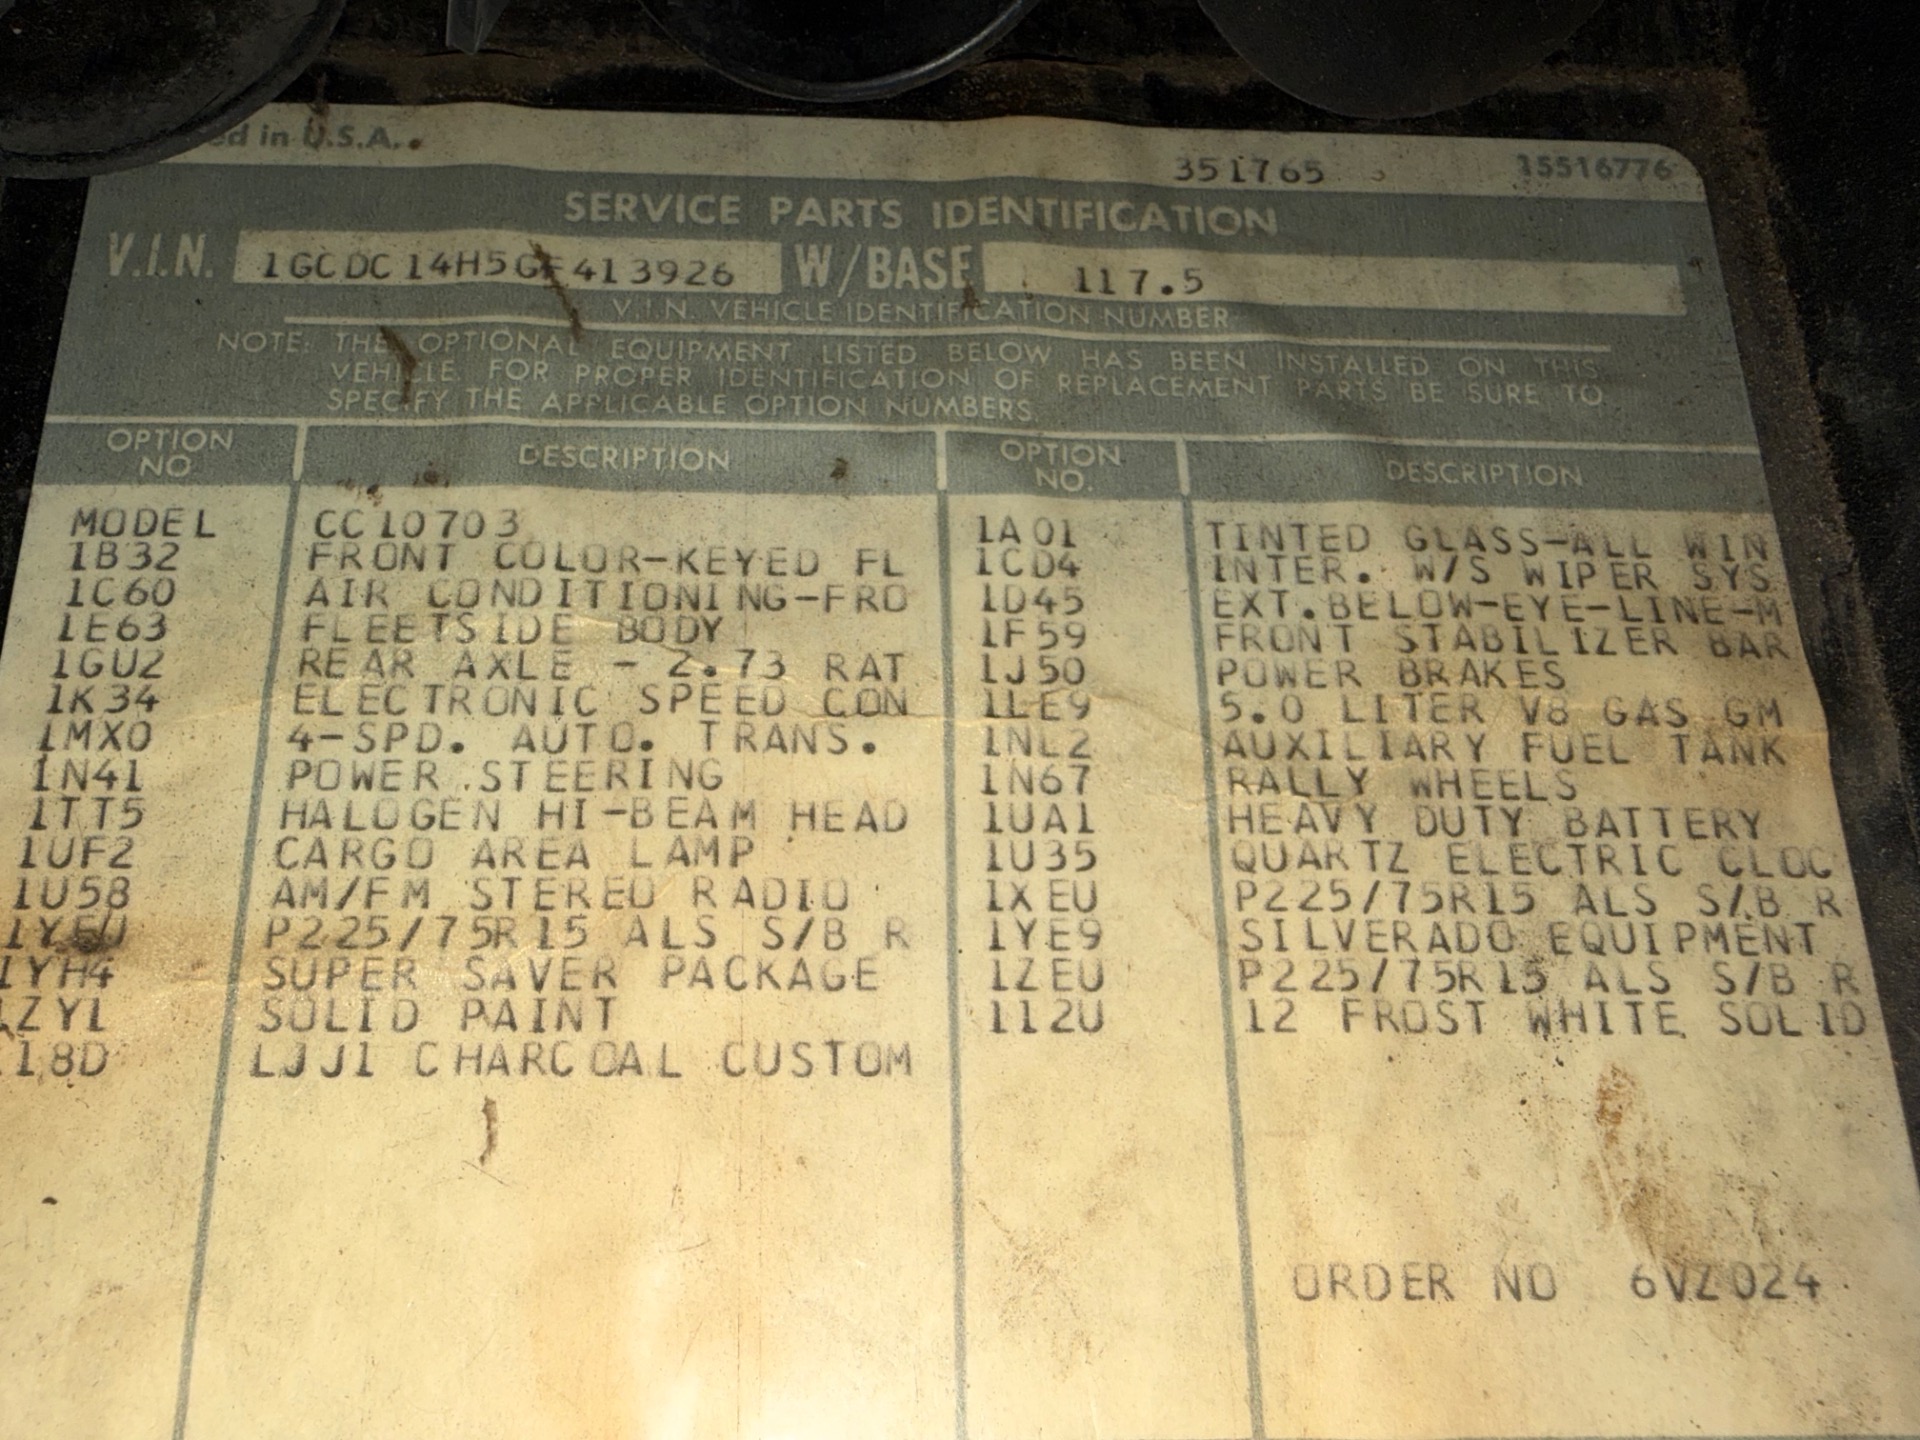 ed in U.S.A.
351765
15516776
SERVICE PARTS IDENTIFICATION
V.I.N. 1GCDC14H5GF413926 W/BASE 117.5
V.I.N. VEHICLE IDENTIFICATION NUMBER
NOTE: THE OPTIONAL EQUIPMENT LISTED BELOW HAS BEEN INSTALLED ON THIS
VEHICLE. FOR PROPER IDENTIFICATION OF REPLACEMENT PARTS BE SURE TO
SPECIFY THE APPLICABLE OPTION NUMBERS.
OPTION NO. DESCRIPTION OPTION NO. DESCRIPTION
MODEL CC10703 1A01 TINTED GLASS-ALL WIN
1B32 FRONT COLOR-KEYED FL 1CD4 INTER. W/S WIPER SYS
1C60 AIR CONDITIONING-FRO 1D45 EXT.BELOW-EYE-LINE-M
1E63 FLEETSIDE BODY 1F59 FRONT STABILIZER BAR
1GU2 REAR AXLE - 2.73 RAT 1J50 POWER BRAKES
1K34 ELECTRONIC SPEED CON 1LE9 5.0 LITER V8 GAS GM
1MX0 4-SPD. AUTO. TRANS. 1NL2 AUXILIARY FUEL TANK
1N41 POWER STEERING 1N67 RALLY WHEELS
1TT5 HALOGEN HI-BEAM HEAD 1UA1 HEAVY DUTY BATTERY
1UF2 CARGO AREA LAMP 1U35 QUARTZ ELECTRIC CLOC
1U58 AM/FM STEREO RADIO 1XEU P225/75R15 ALS S/B R
1YEU P225/75R15 ALS S/B R 1YE9 SILVERADO EQUIPMENT
1YH4 SUPER SAVER PACKAGE 1ZEU P225/75R15 ALS S/B R
1ZY1 SOLID PAINT 112U 12 FROST WHITE SOLID
118D LJJ1 CHARCOAL CUSTOM
ORDER NO 6VZ024